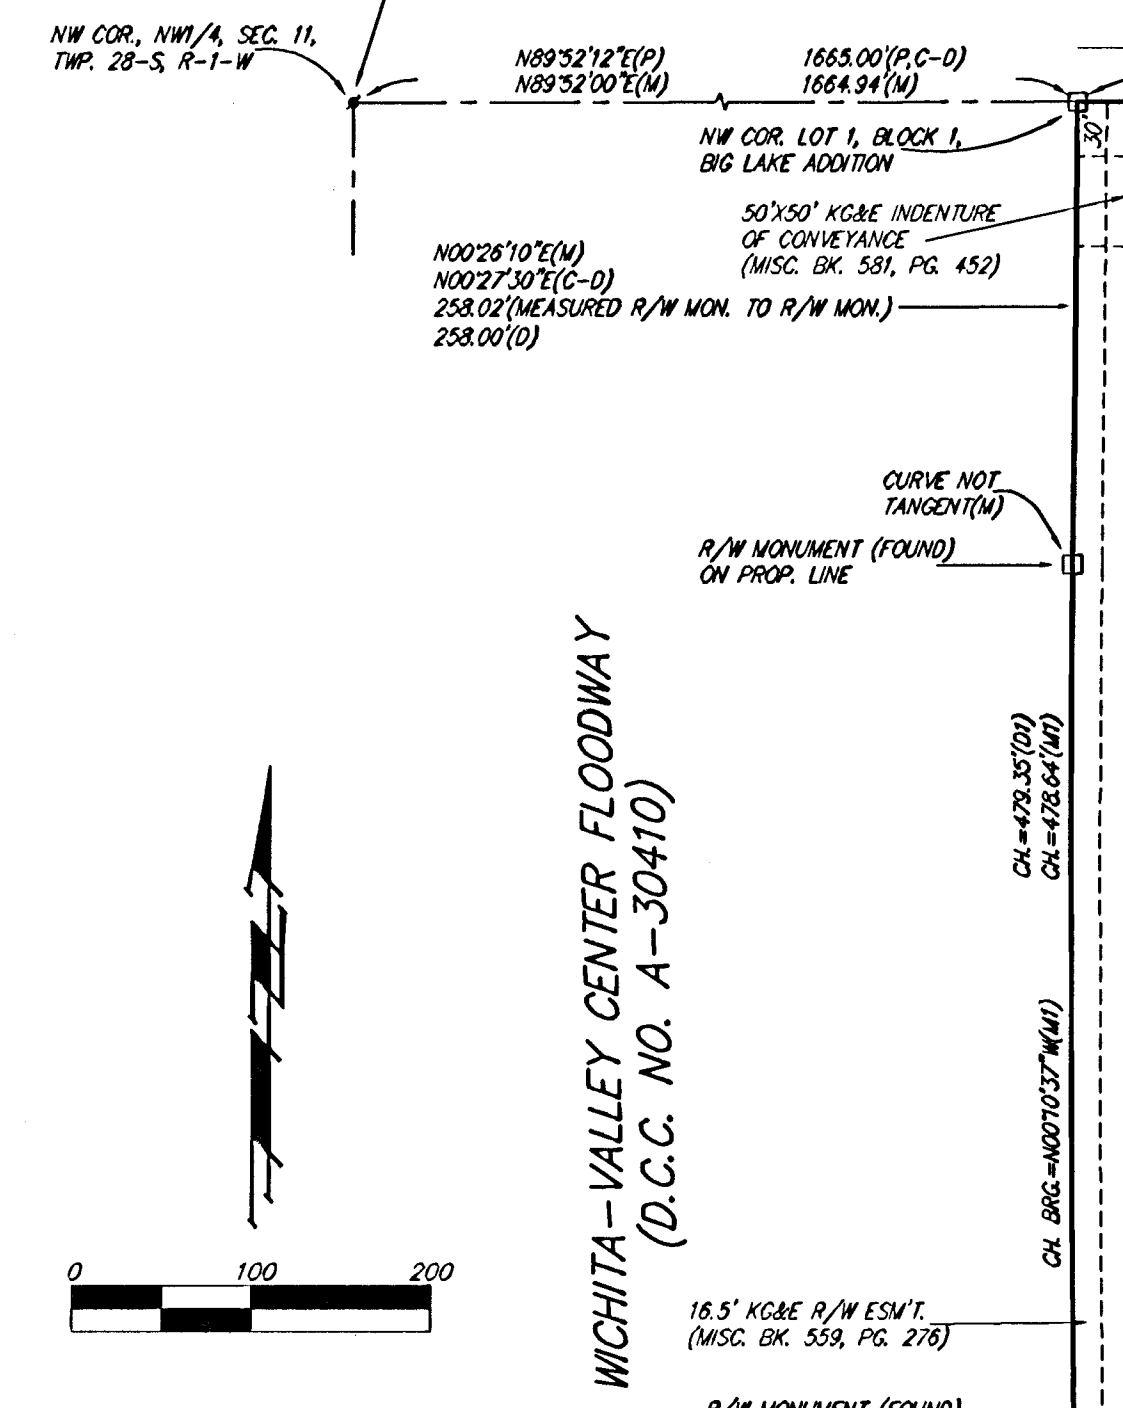 NW COR., NW1/4, SEC. 11,
TWP. 28-S, R-1-W
N89°52'12"E(P)
N89°52'00"E(M)
1665.00'(P,C-D)
1664.94'(M)
30'
NW COR. LOT 1, BLOCK 1,
BIG LAKE ADDITION
50'X50' KG&E INDENTURE
OF CONVEYANCE
(MISC. BK. 581, PG. 452)
N00°26'10"E(M)
N00°27'30"E(C-D)
258.02'(MEASURED R/W MON. TO R/W MON.)
258.00'(D)
CURVE NOT
TANGENT(M)
R/W MONUMENT (FOUND)
ON PROP. LINE
CH.=479.35'(D1)
CH.=478.64'(M1)
WICHITA-VALLEY CENTER FLOODWAY
(D.C.C. NO. A-30410)
CH. BRG.=N00°10'37"W(M1)
0 100 200
16.5' KG&E R/W ESM'T.
(MISC. BK. 559, PG. 276)
R/W MONUMENT (FOUND)